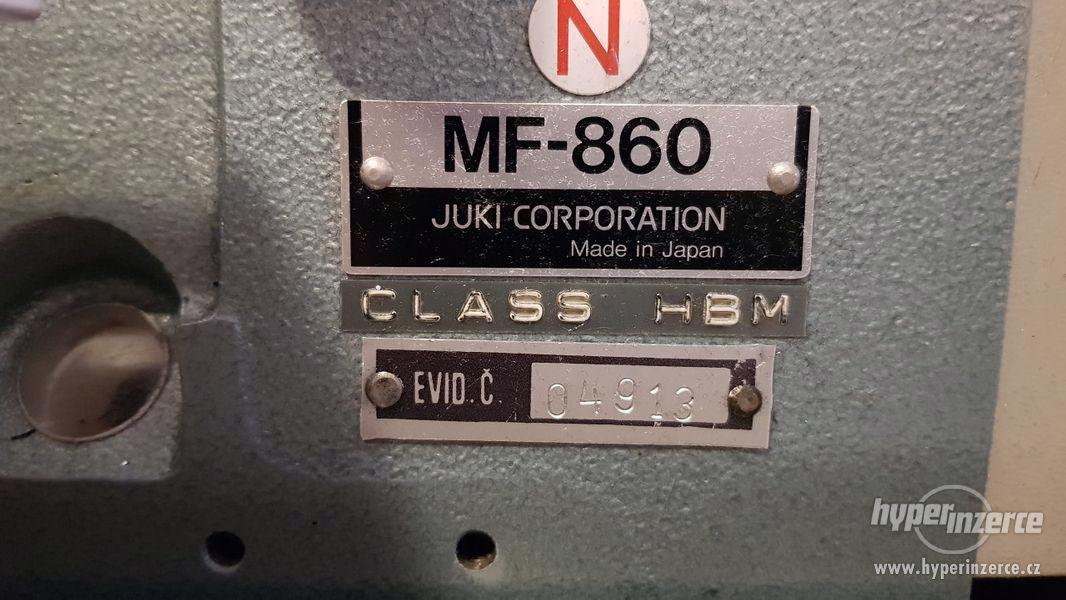 N
MF-860
JUKI CORPORATION
Made in Japan
CLASS HBM
EVID. Č. 04913
hyperinzerce
www.hyperinzerce.cz